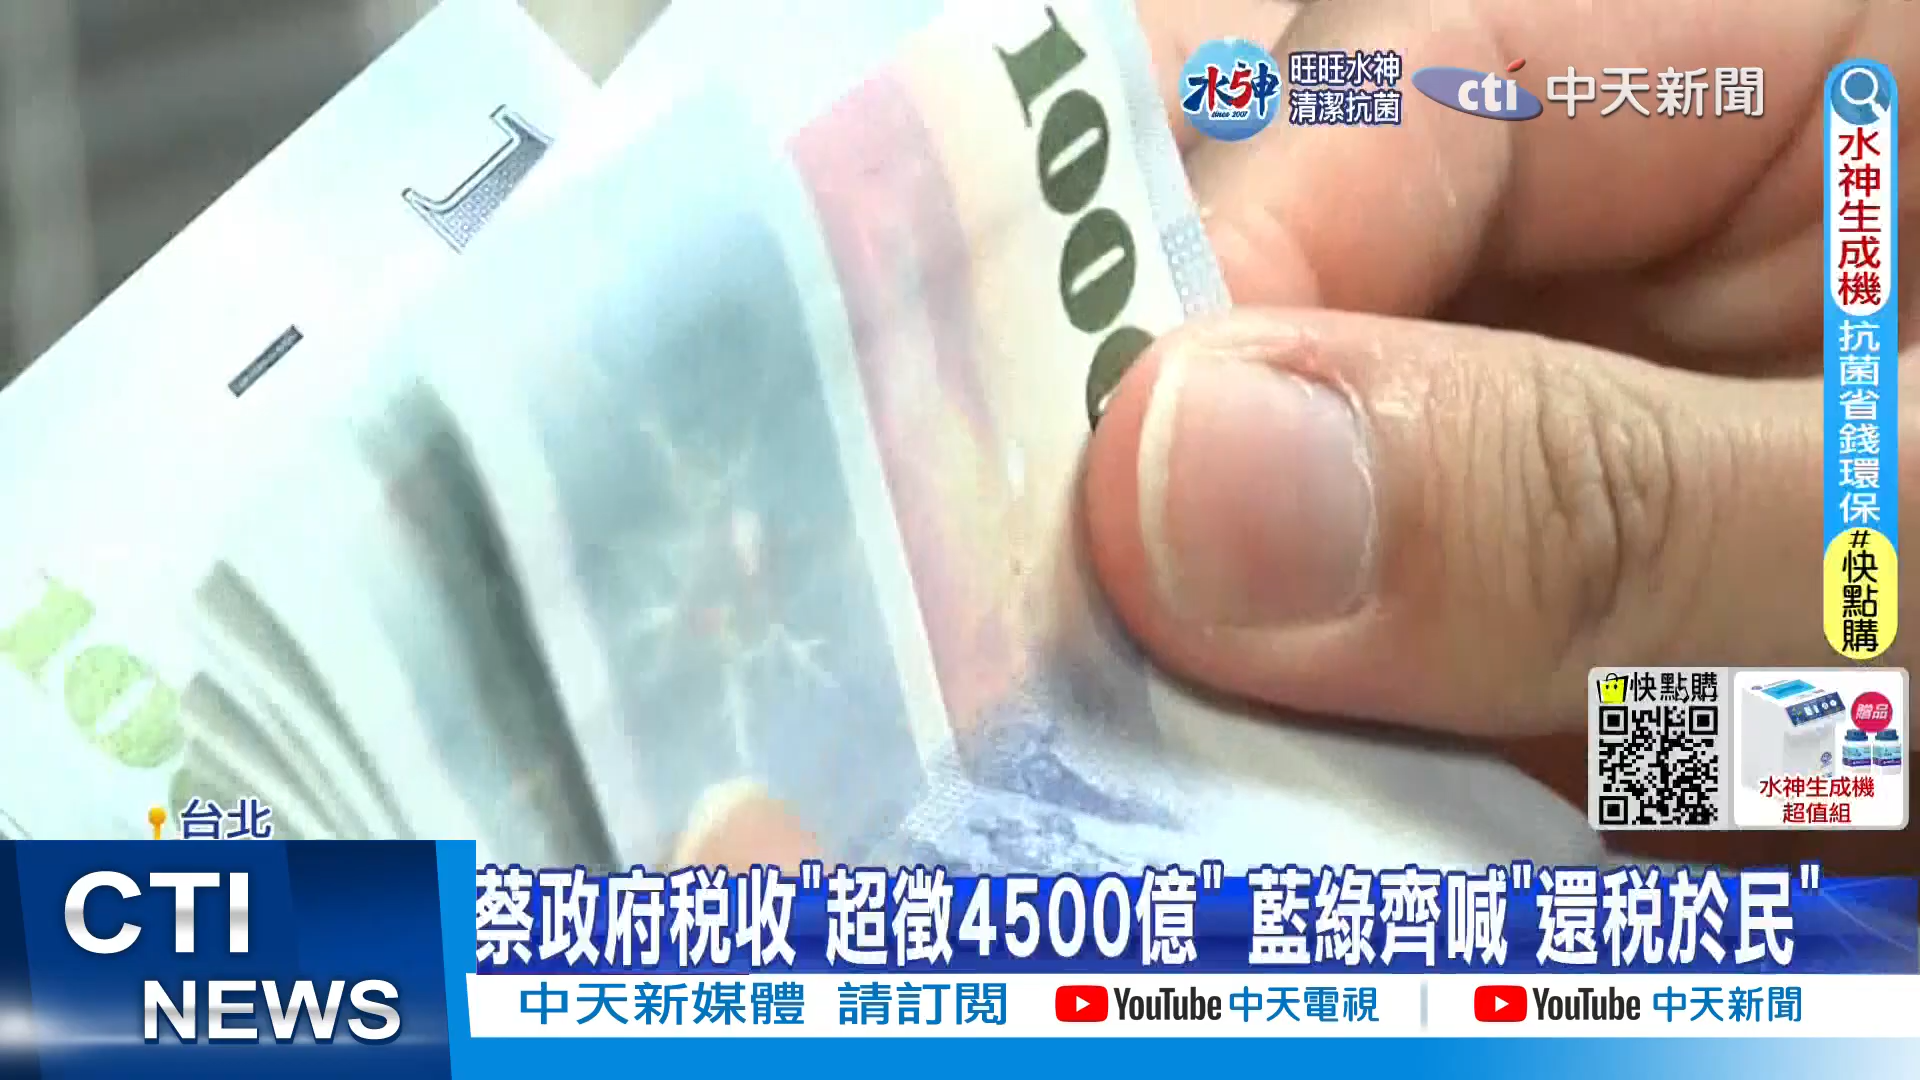 1000
100
水神
since 2007
旺旺水神
清潔抗菌
cti 中天新聞
水神生成機
抗菌省錢環保
#快點購
快點購
贈品
水神生成機
超值組
台北
CTI
NEWS
蔡政府稅收"超徵4500億" 藍綠齊喊"還稅於民"
中天新媒體 請訂閱 YouTube 中天電視 | YouTube 中天新聞